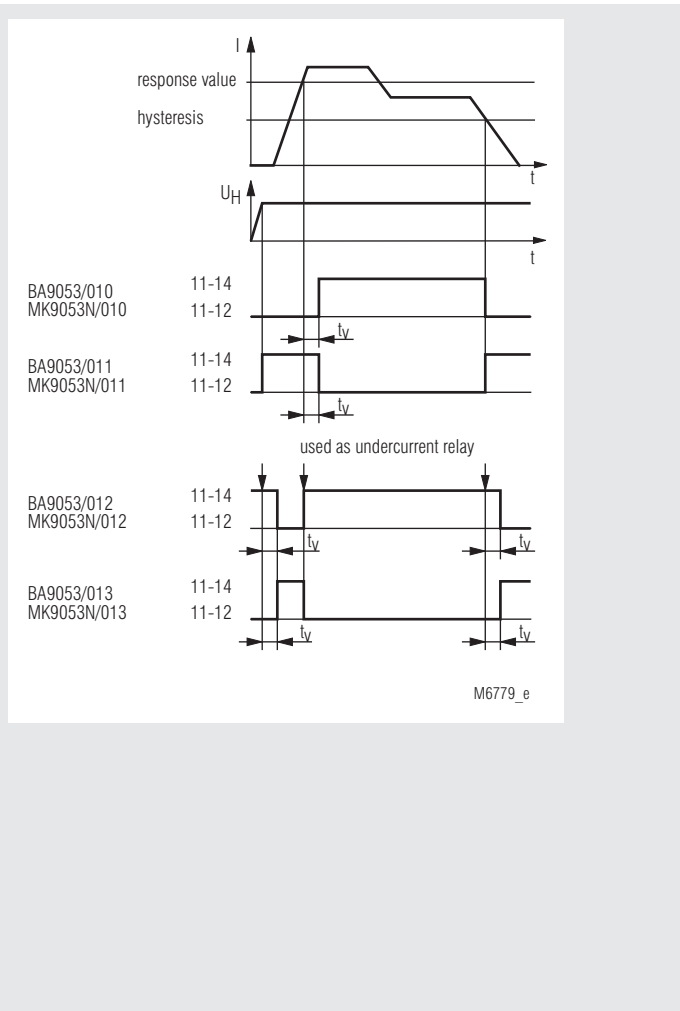 I
response value
hysteresis
t
UH
t
BA9053/010 11-14
MK9053N/010 11-12
tv
BA9053/011 11-14
MK9053N/011 11-12
tv
used as undercurrent relay
BA9053/012 11-14
MK9053N/012 11-12
tv tv
BA9053/013 11-14
MK9053N/013 11-12
tv tv
M6779_e